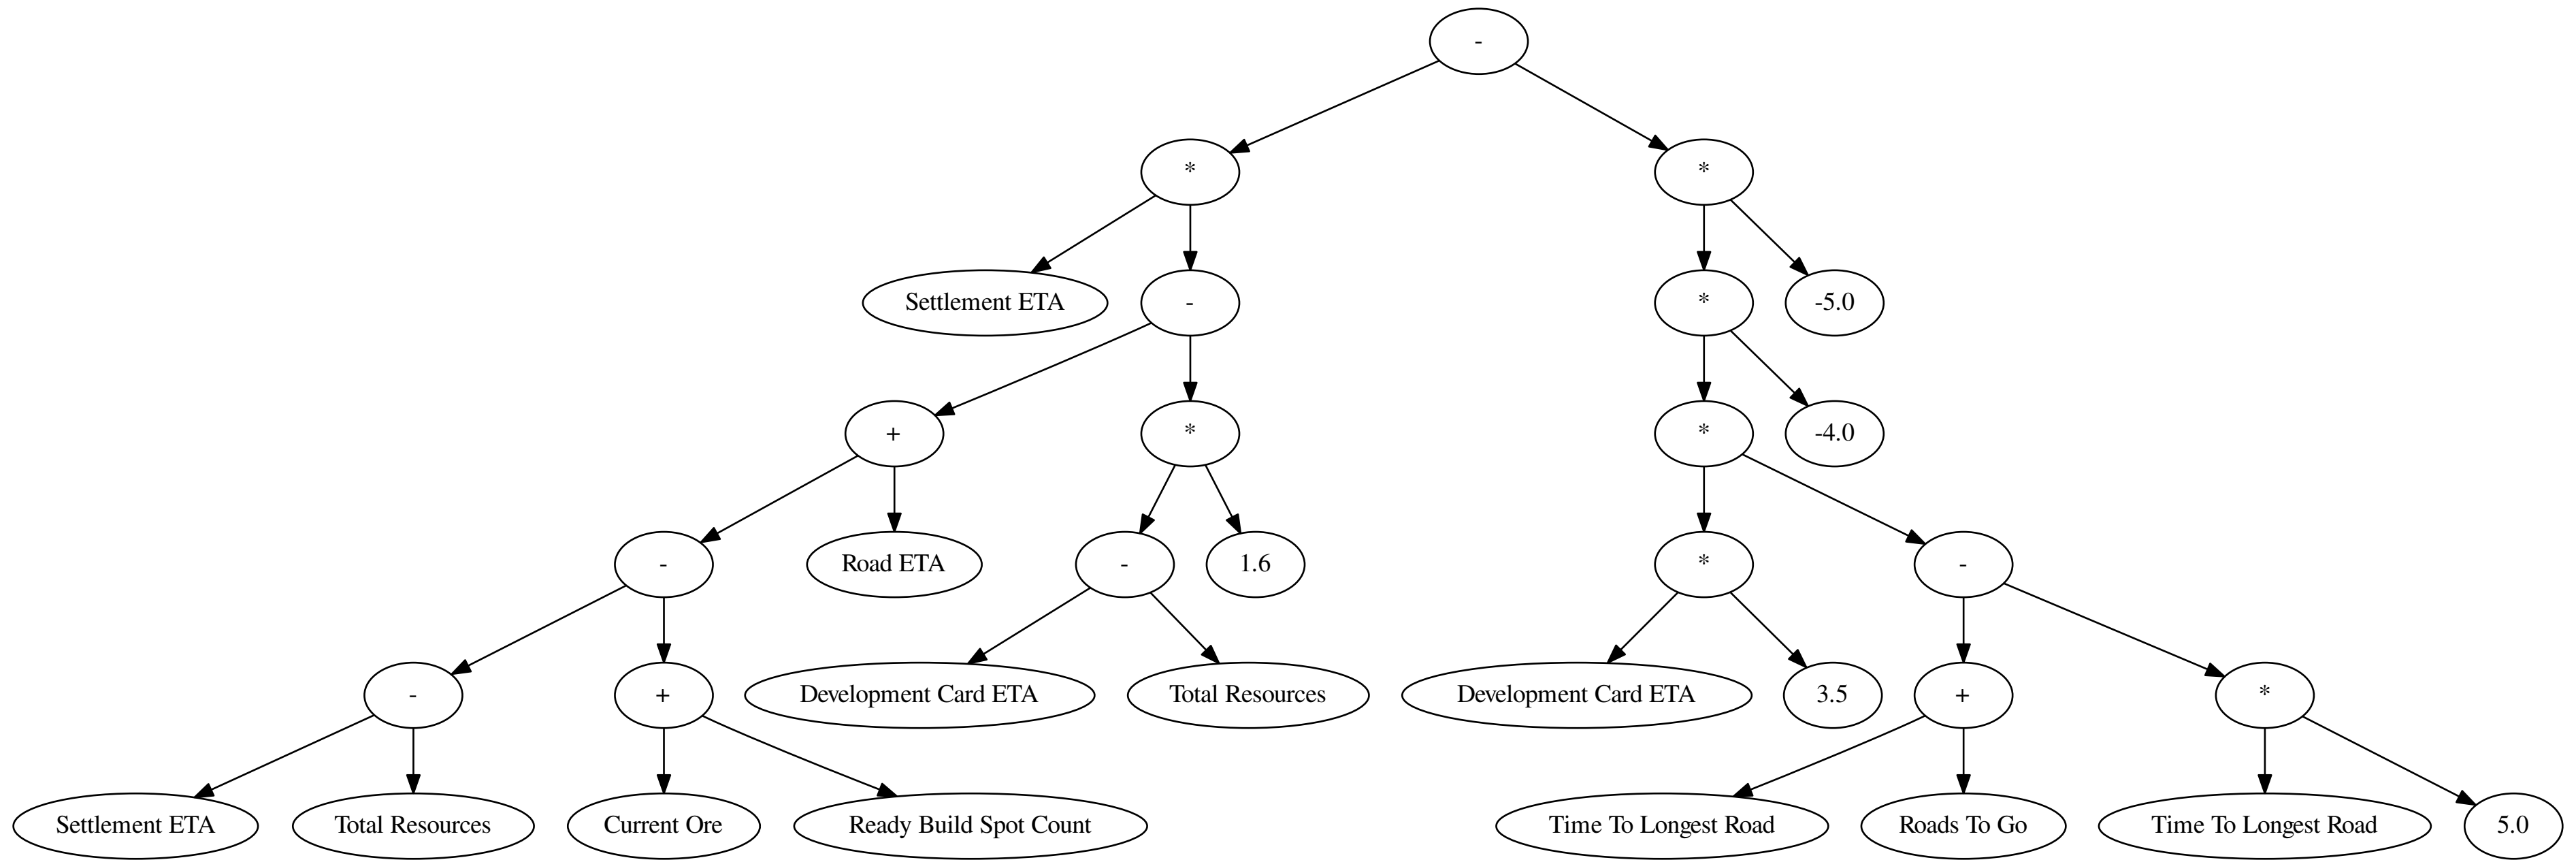 -
*
*
Settlement ETA
-
*
-5.0
+
*
*
-4.0
-
Road ETA
-
1.6
*
-
-
+
Development Card ETA
Total Resources
Development Card ETA
3.5
+
*
Settlement ETA
Total Resources
Current Ore
Ready Build Spot Count
Time To Longest Road
Roads To Go
Time To Longest Road
5.0